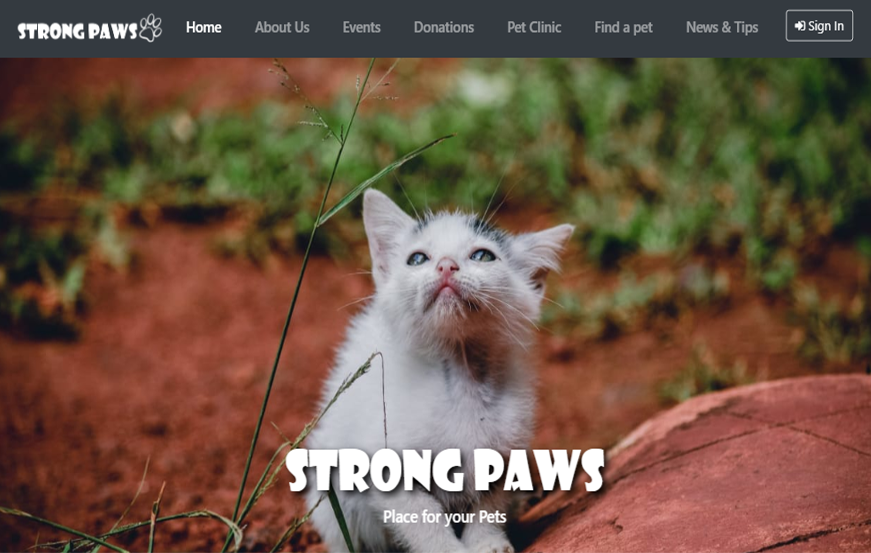 STRONG PAWS Home About Us Events Donations Pet Clinic Find a pet News & Tips Sign In
STRONG PAWS
Place for your Pets